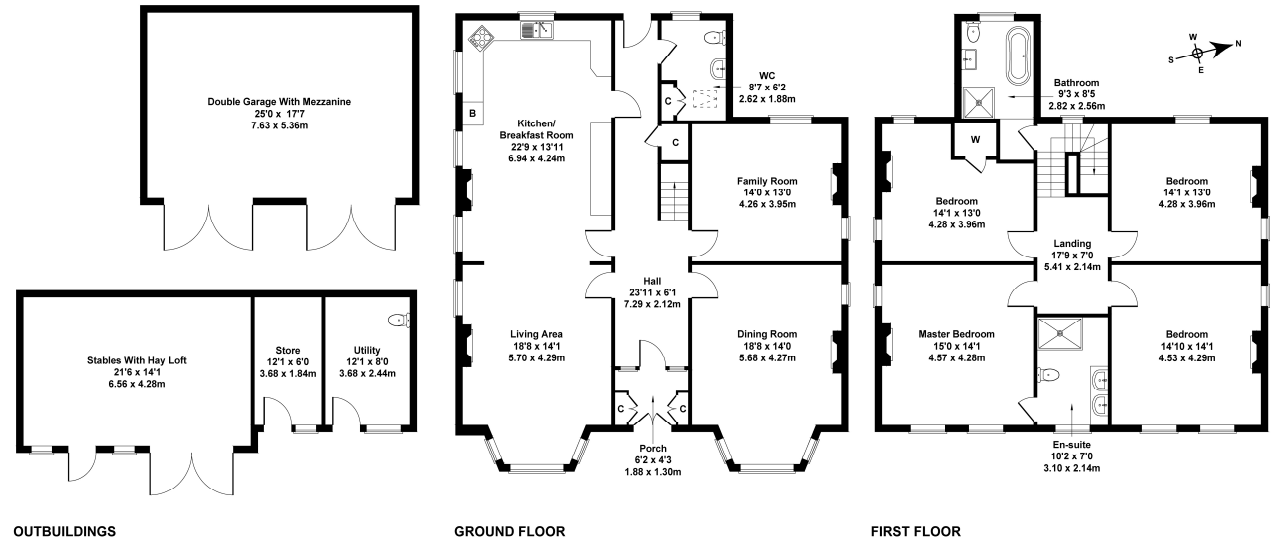 Double Garage With Mezzanine
25'0 x 17'7
7.63 x 5.36m
Stables With Hay Loft
21'6 x 14'1
6.56 x 4.28m
Store
12'1 x 6'0
3.68 x 1.84m
Utility
12'1 x 8'0
3.68 x 2.44m
OUTBUILDINGS
B
Kitchen/
Breakfast Room
22'9 x 13'11
6.94 x 4.24m
WC
8'7 x 6'2
2.62 x 1.88m
C
C
Family Room
14'0 x 13'0
4.26 x 3.95m
Hall
23'11 x 6'1
7.29 x 2.12m
Living Area
18'8 x 14'1
5.70 x 4.29m
Dining Room
18'8 x 14'0
5.68 x 4.27m
C
C
Porch
6'2 x 4'3
1.88 x 1.30m
GROUND FLOOR
W
N
S
E
Bathroom
9'3 x 8'5
2.82 x 2.56m
W
Bedroom
14'1 x 13'0
4.28 x 3.96m
Bedroom
14'1 x 13'0
4.28 x 3.96m
Landing
17'9 x 7'0
5.41 x 2.14m
Master Bedroom
15'0 x 14'1
4.57 x 4.28m
Bedroom
14'10 x 14'1
4.53 x 4.29m
En-suite
10'2 x 7'0
3.10 x 2.14m
FIRST FLOOR